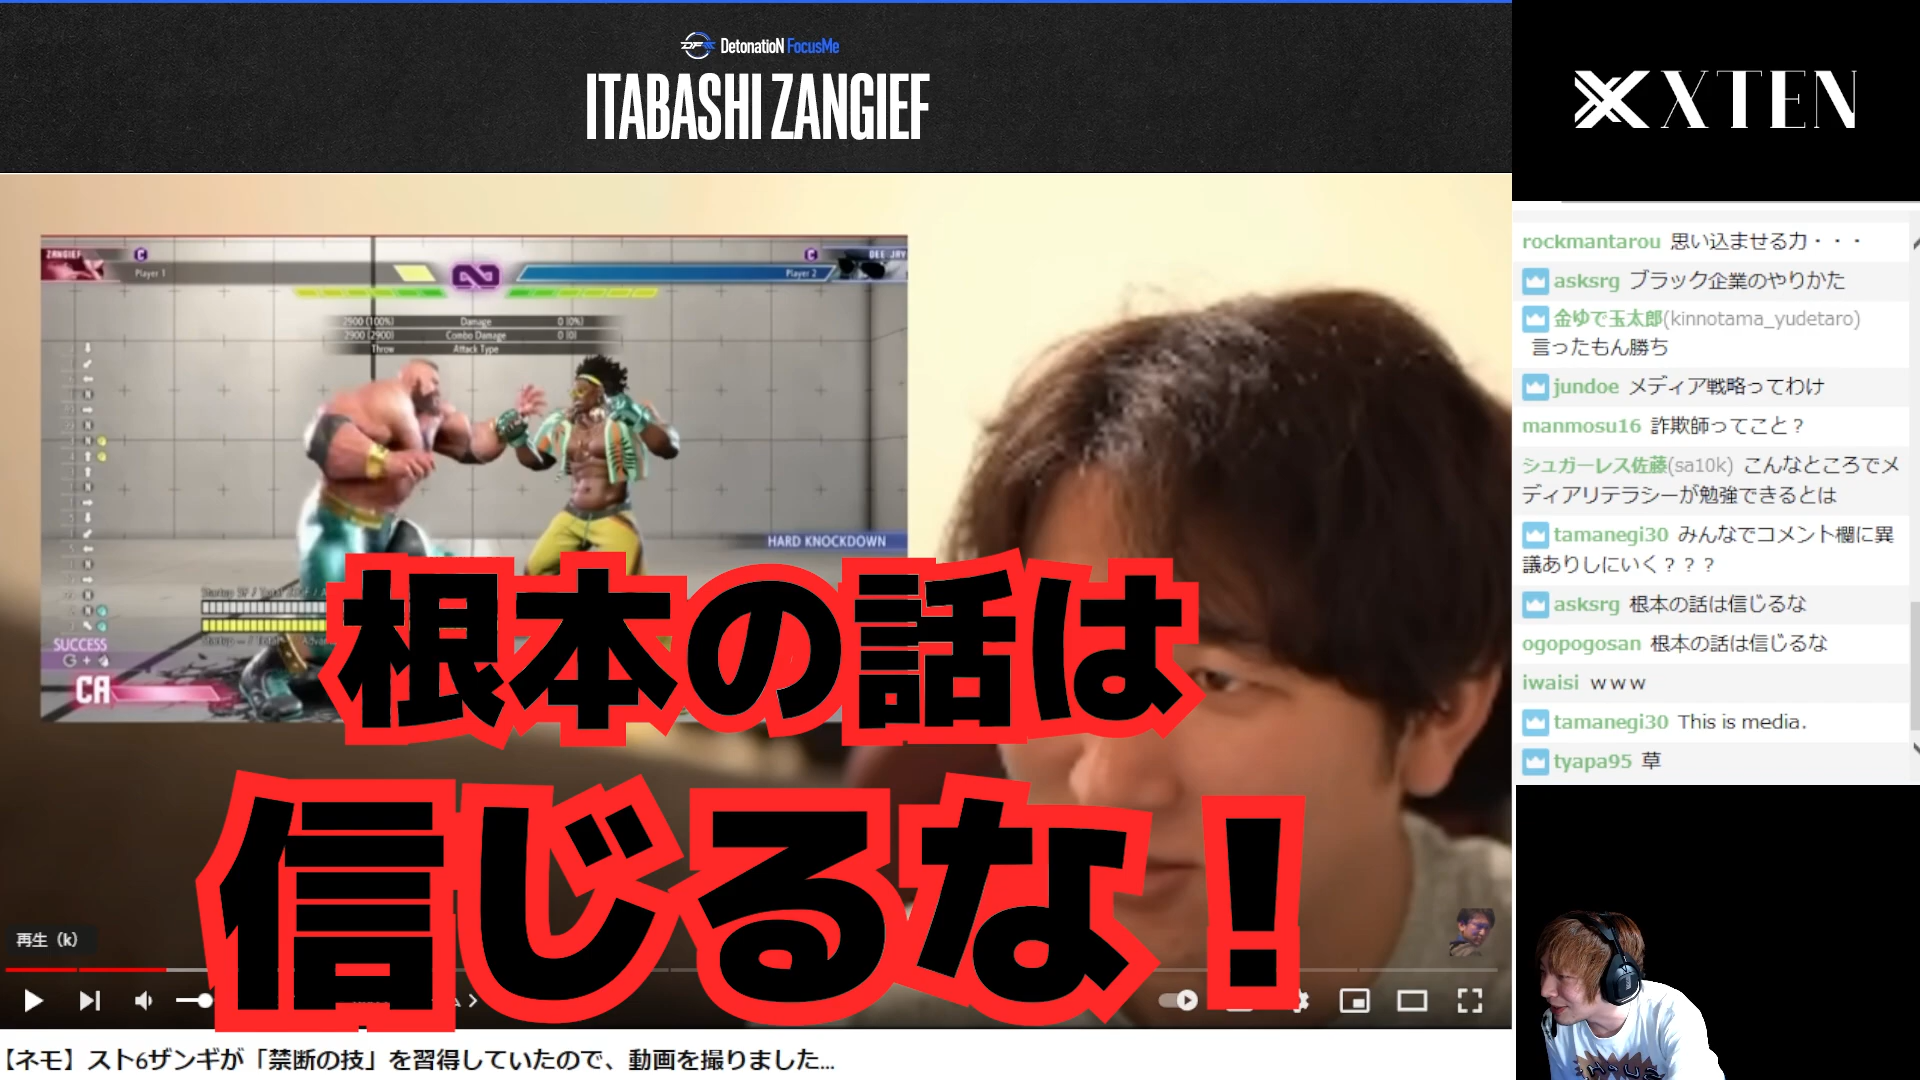 DetonatioN FocusMe
ITABASHI ZANGIEF
XTEN
ZANGIEF
Player 1
Player 2
DEE JAY
2900 (100%) Damage 0 (0%)
2900 (2900) Combo Damage 0 (0)
Throw Attack Type
HARD KNOCKDOWN
SUCCESS
G +
CA
根本の話は
信じるな！
再生 (k)
【ネモ】スト6ザンギが「禁断の技」を習得していたので、動画を撮りました...
rockmantarou 思い込ませる力・・・
asksrg ブラック企業のやりかた
金ゆで玉太郎(kinnotama_yudetaro)
言ったもん勝ち
jundoe メディア戦略ってわけ
manmosu16 詐欺師ってこと？
シュガーレス佐藤(sa10k) こんなところでメ
ディアリテラシーが勉強できるとは
tamanegi30 みんなでコメント欄に異
議ありしにいく？？？
asksrg 根本の話は信じるな
ogopogosan 根本の話は信じるな
iwaisi ｗｗｗ
tamanegi30 This is media.
tyapa95 草